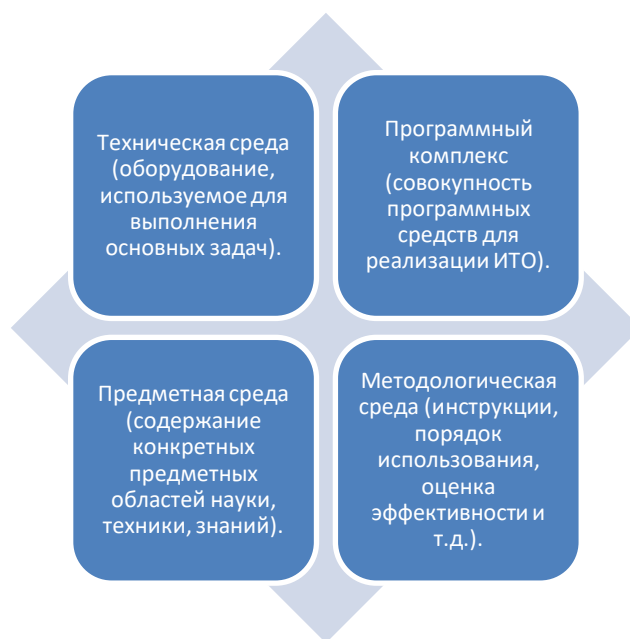 Техническая среда
(оборудование,
используемое для
выполнения
основных задач).
Программный
комплекс
(совокупность
программных
средств для
реализации ИТО).
Предметная среда
(содержание
конкретных
предметных
областей науки,
техники, знаний).
Методологическая
среда (инструкции,
порядок
использования,
оценка
эффективности и
т.д.).